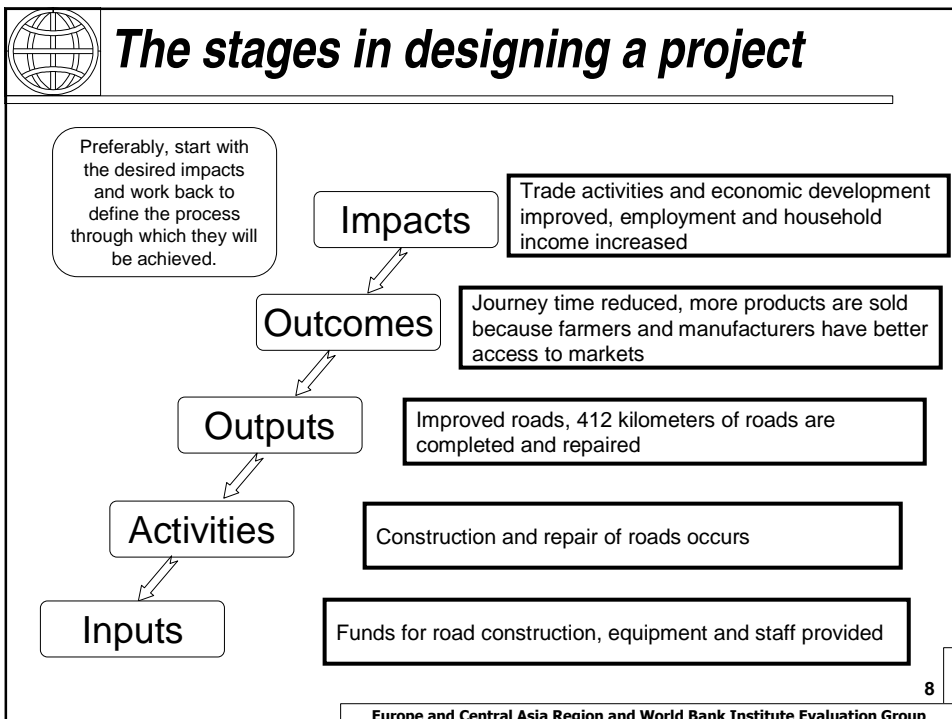 The stages in designing a project
Preferably, start with
the desired impacts
and work back to
define the process
through which they will
be achieved.
Impacts
Trade activities and economic development
improved, employment and household
income increased
Outcomes
Journey time reduced, more products are sold
because farmers and manufacturers have better
access to markets
Outputs
Improved roads, 412 kilometers of roads are
completed and repaired
Activities
Construction and repair of roads occurs
Inputs
Funds for road construction, equipment and staff provided
8
Europe and Central Asia Region and World Bank Institute Evaluation Group